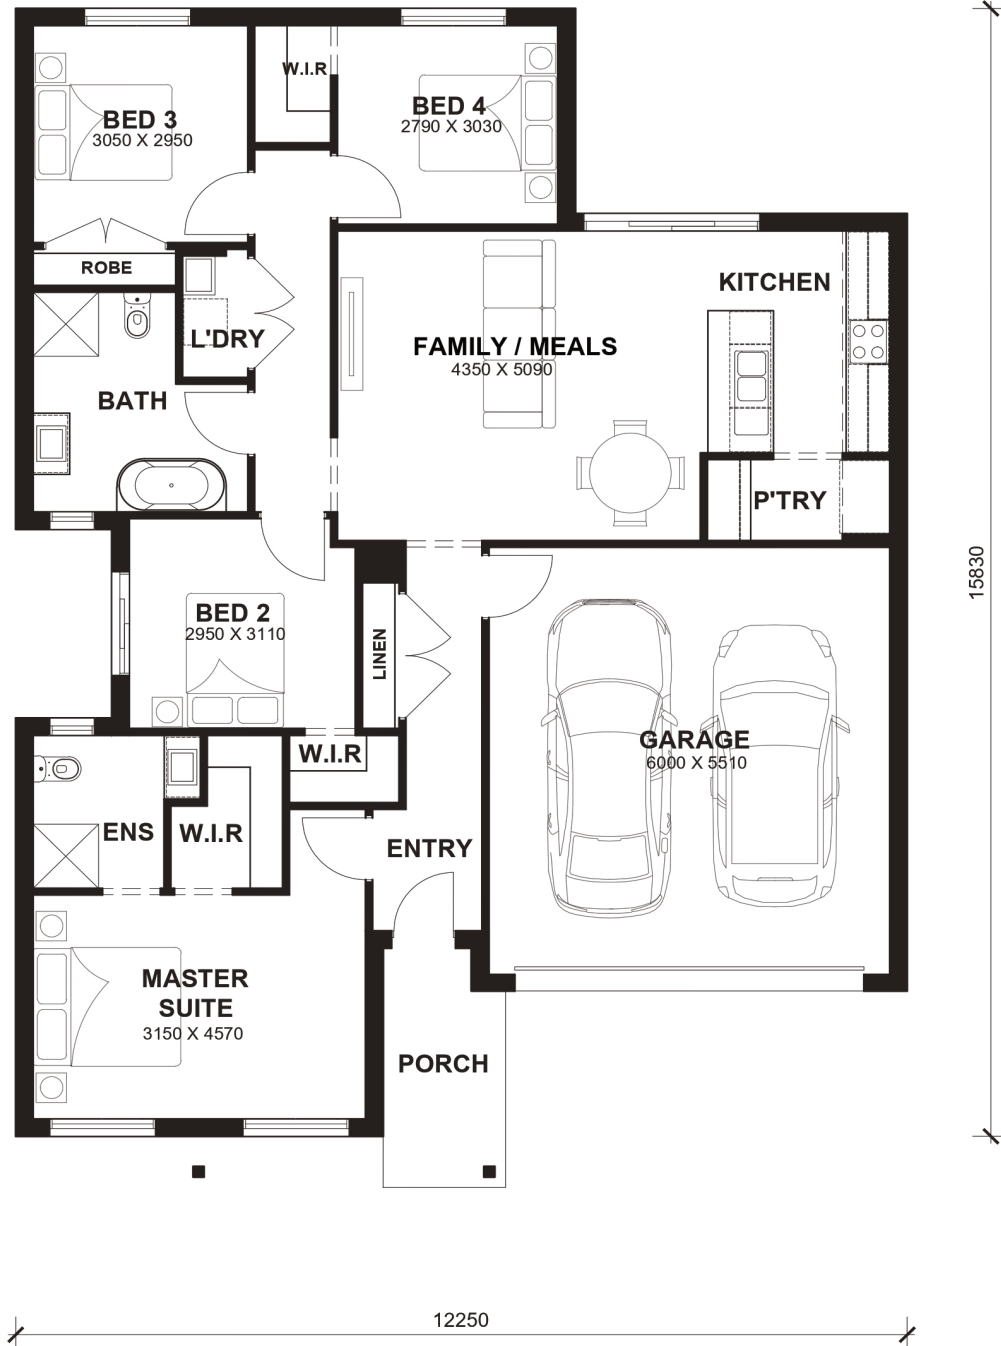 W.I.R
BED 3
3050 X 2950
BED 4
2790 X 3030
ROBE
KITCHEN
L'DRY
FAMILY / MEALS
4350 X 5090
BATH
P'TRY
15830
BED 2
2950 X 3110
LINEN
GARAGE
6000 X 5510
W.I.R
ENS
W.I.R
ENTRY
MASTER
SUITE
3150 X 4570
PORCH
12250